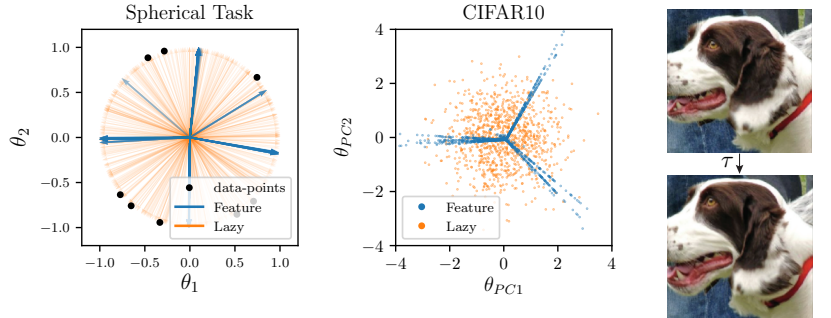 Spherical Task
1.0
0.5
0.0
−0.5
−1.0
θ2
−1.0 −0.5 0.0 0.5 1.0
θ1
data-points
Feature
Lazy
CIFAR10
4
2
0
−2
−4
θPC2
−4 −2 0 2 4
θPC1
Feature
Lazy
τ